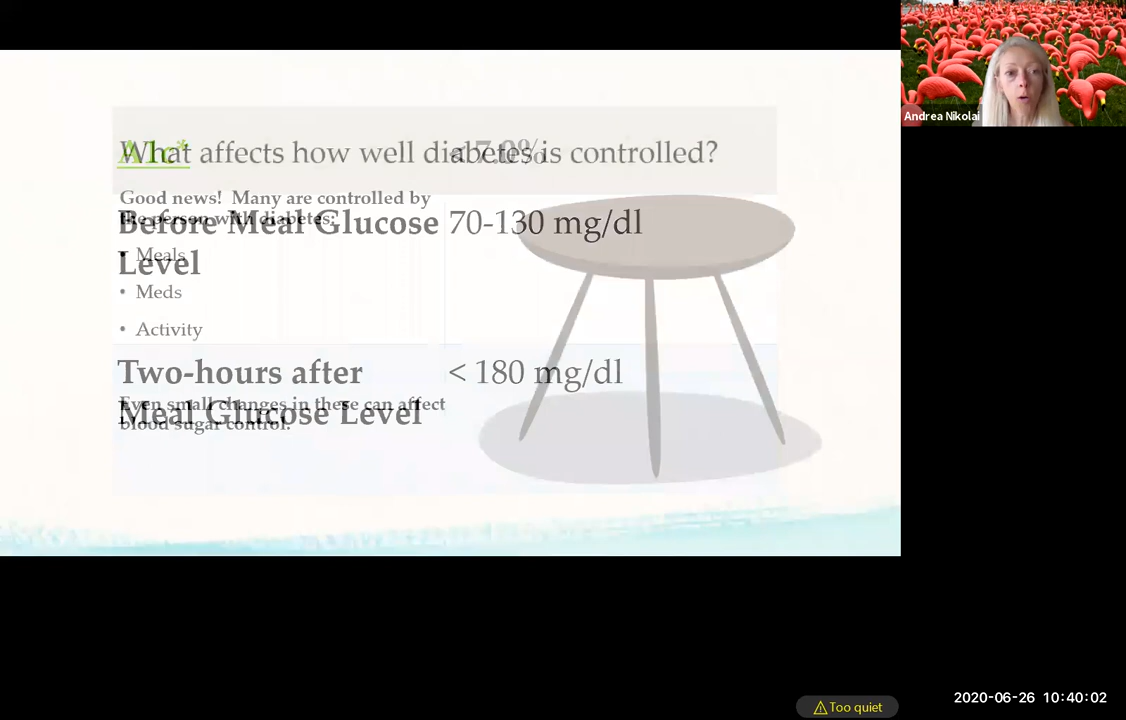 Andrea Nikolai
What affects how well diabetes is controlled?
A1c*
< 7.0%
Good news!  Many are controlled by
the person with diabetes:
Before Meal Glucose
Level
70-130 mg/dl
• Meals
• Meds
• Activity
Two-hours after
Meal Glucose Level
< 180 mg/dl
Even small changes in these can affect
blood sugar control.
2020-06-26 10:40:02
Too quiet